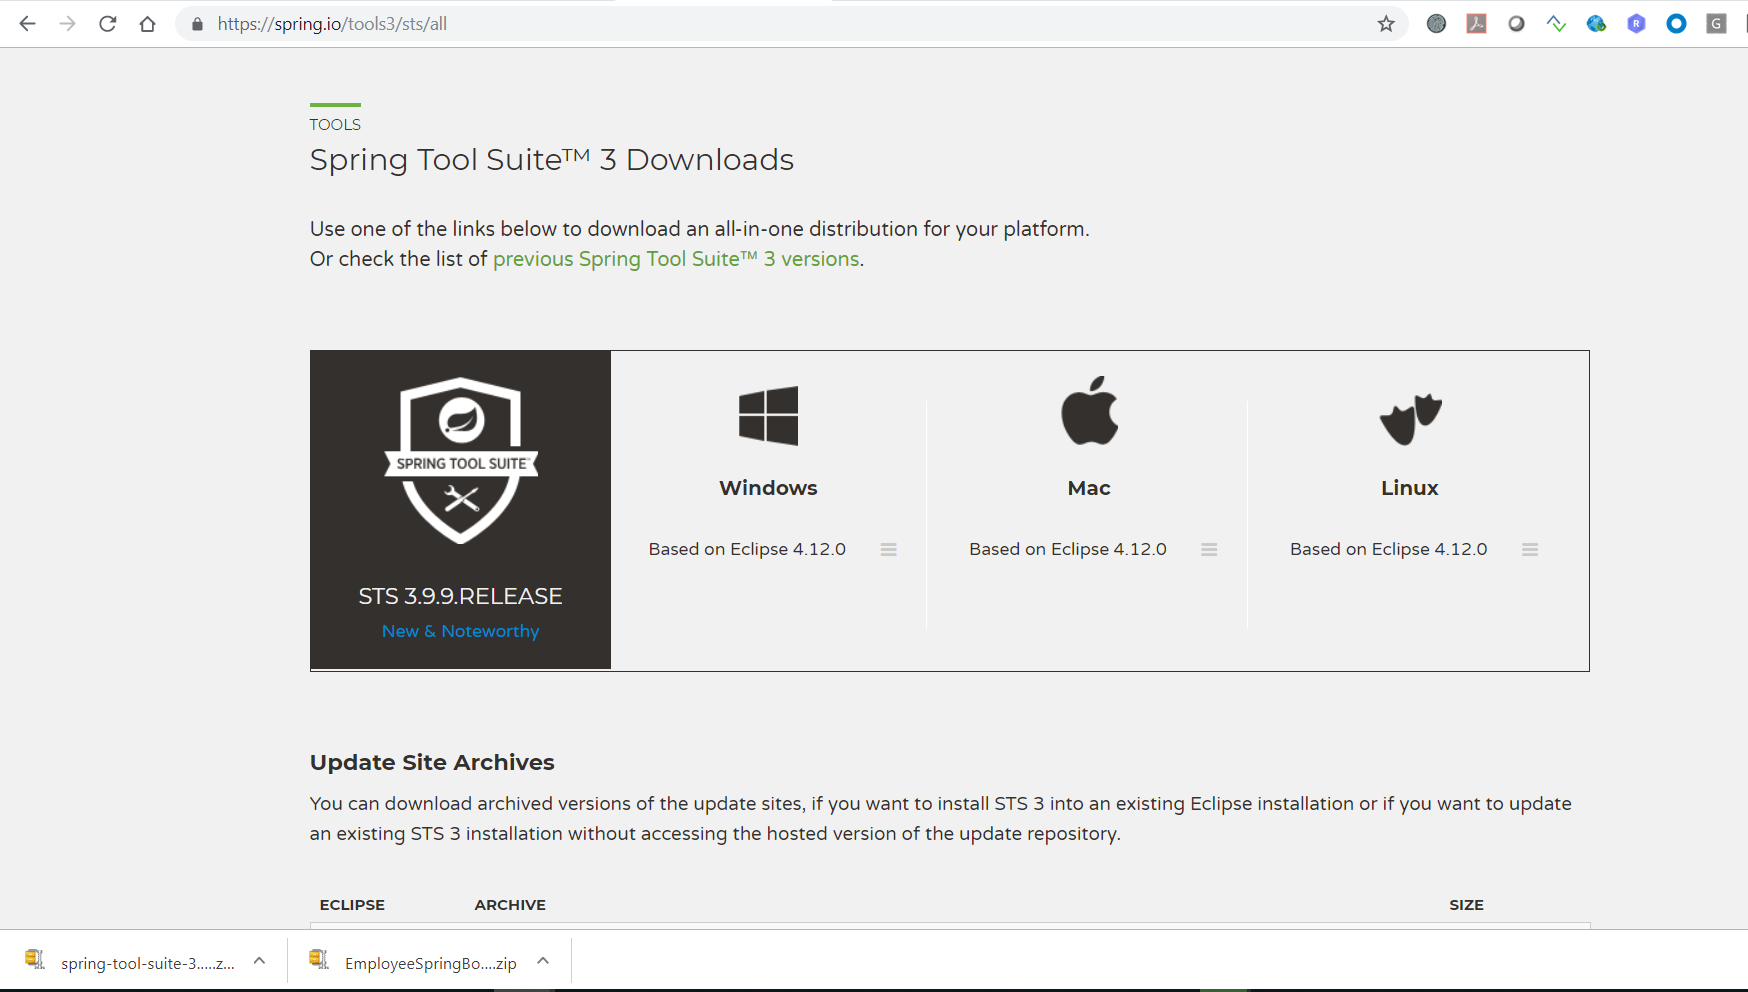 https://spring.io/tools3/sts/all
R
G
TOOLS
Spring Tool Suite™ 3 Downloads
Use one of the links below to download an all-in-one distribution for your platform.
Or check the list of previous Spring Tool Suite™ 3 versions.
SPRING TOOL SUITE™
STS 3.9.9.RELEASE
New & Noteworthy
Windows
Based on Eclipse 4.12.0
Mac
Based on Eclipse 4.12.0
Linux
Based on Eclipse 4.12.0
Update Site Archives
You can download archived versions of the update sites, if you want to install STS 3 into an existing Eclipse installation or if you want to update
an existing STS 3 installation without accessing the hosted version of the update repository.
ECLIPSE ARCHIVE SIZE
spring-tool-suite-3.....z...
EmployeeSpringBo....zip